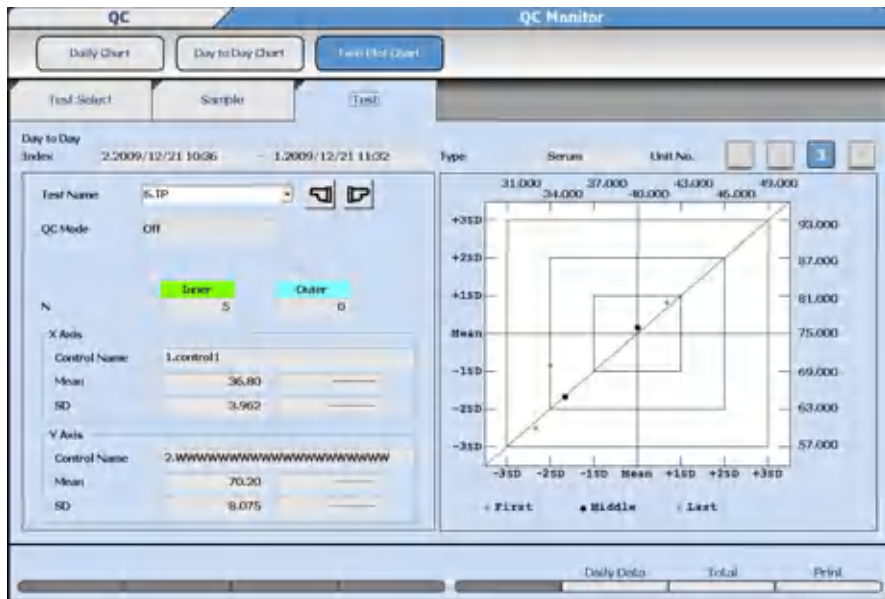 QC QC Monitor
Daily Chart Day to Day Chart Twin Plot Chart
Test Select Sample Test
Day to Day
Index 2.2009/12/21 10:36 - 1.2009/12/21 11:32 Type Serum Unit No. 3
Test Name 6.TP
QC Mode Off
Inner Outer
N 5 0
X Axis
Control Name 1.control1
Mean 36.80
SD 3.962
Y Axis
Control Name
Mean 70.20
SD 8.075
31.000 37.000 43.000 49.000
34.000 40.000 46.000
+3SD 93.000
+2SD 87.000
+1SD 81.000
Mean 75.000
-1SD 69.000
-2SD 63.000
-3SD 57.000
-3SD -2SD -1SD Mean +1SD +2SD +3SD
First Middle Last
Daily Data Total Print